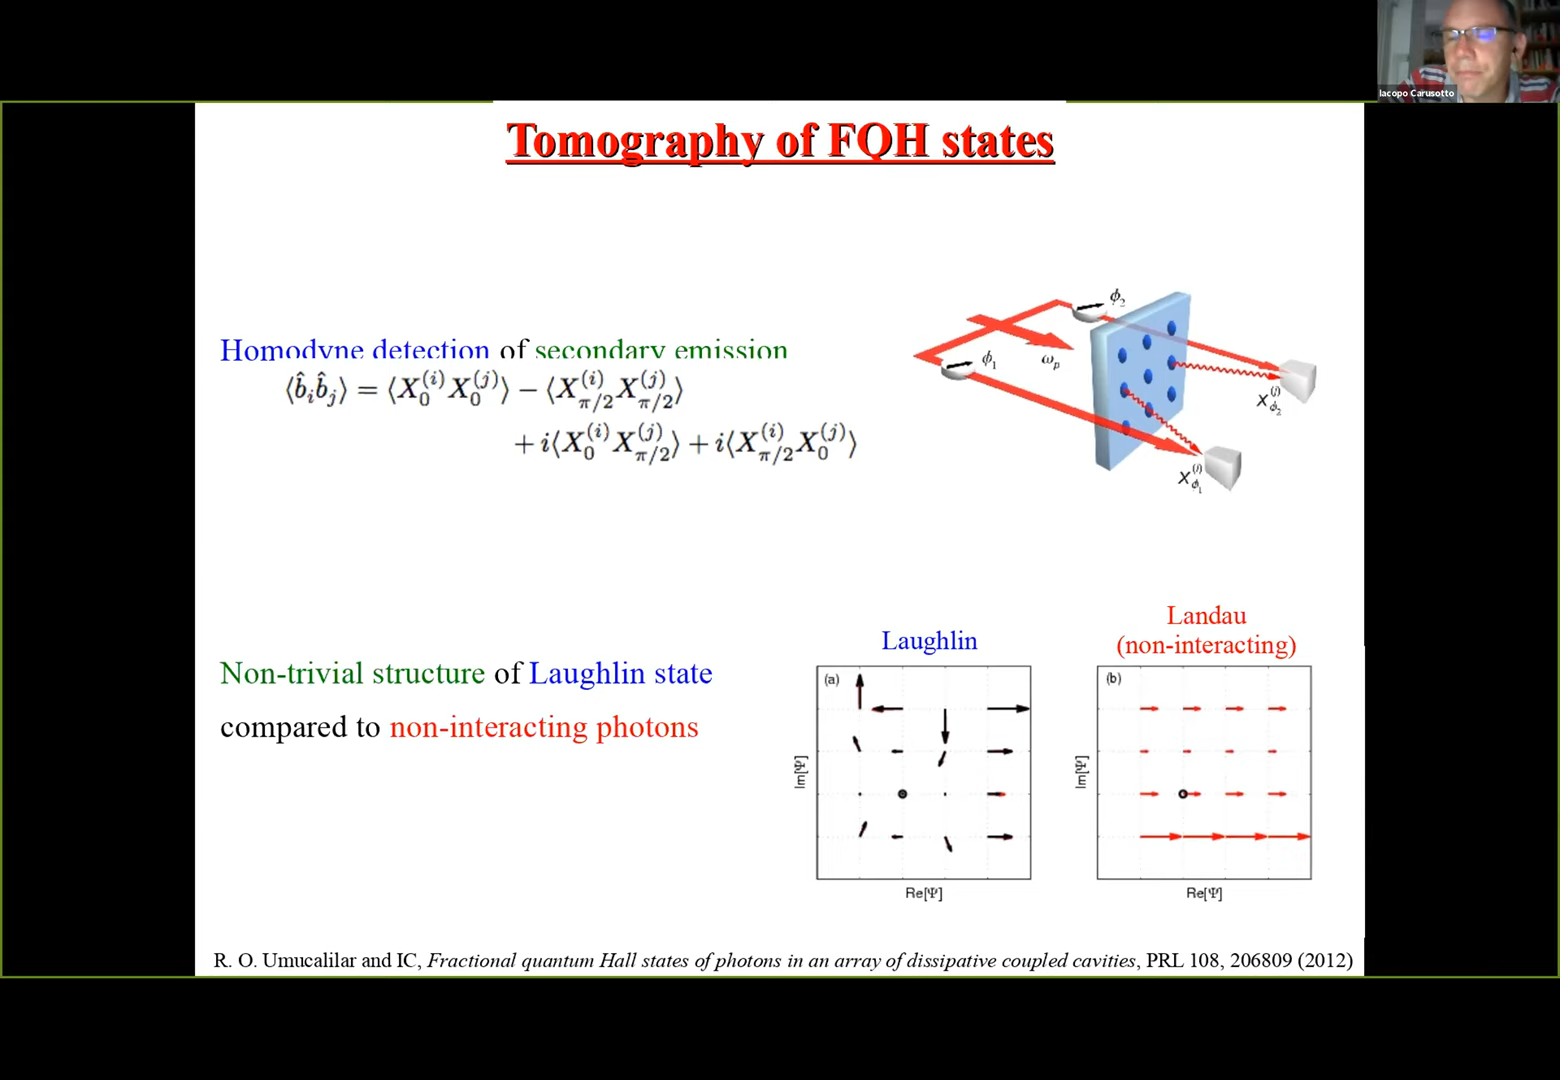 Iacopo Carusotto
Tomography of FQH states
Homodyne detection of secondary emission
⟨b̂ᵢb̂ⱼ⟩ = ⟨X₀⁽ⁱ⁾X₀⁽ʲ⁾⟩ − ⟨X_{π/2}⁽ⁱ⁾X_{π/2}⁽ʲ⁾⟩
+ i⟨X₀⁽ⁱ⁾X_{π/2}⁽ʲ⁾⟩ + i⟨X_{π/2}⁽ⁱ⁾X₀⁽ʲ⁾⟩
ϕ₂
ϕ₁
ωₚ
X_{ϕ₂}⁽ʲ⁾
X_{ϕ₁}⁽ⁱ⁾
Non-trivial structure of Laughlin state
compared to non-interacting photons
Laughlin
(a)
Im[Ψ]
Re[Ψ]
Landau
(non-interacting)
(b)
Im[Ψ]
Re[Ψ]
R. O. Umucalilar and IC, Fractional quantum Hall states of photons in an array of dissipative coupled cavities, PRL 108, 206809 (2012)